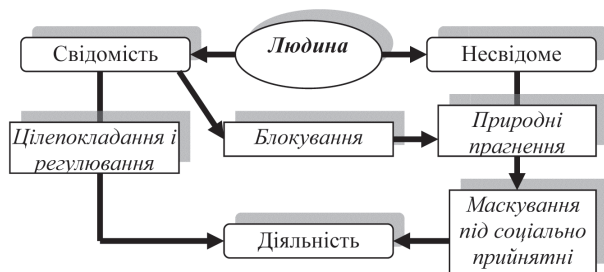 Людина
Свідомість
Несвідоме
Цілепокладання і
регулювання
Блокування
Природні
прагнення
Діяльність
Маскування
під соціально
прийнятні